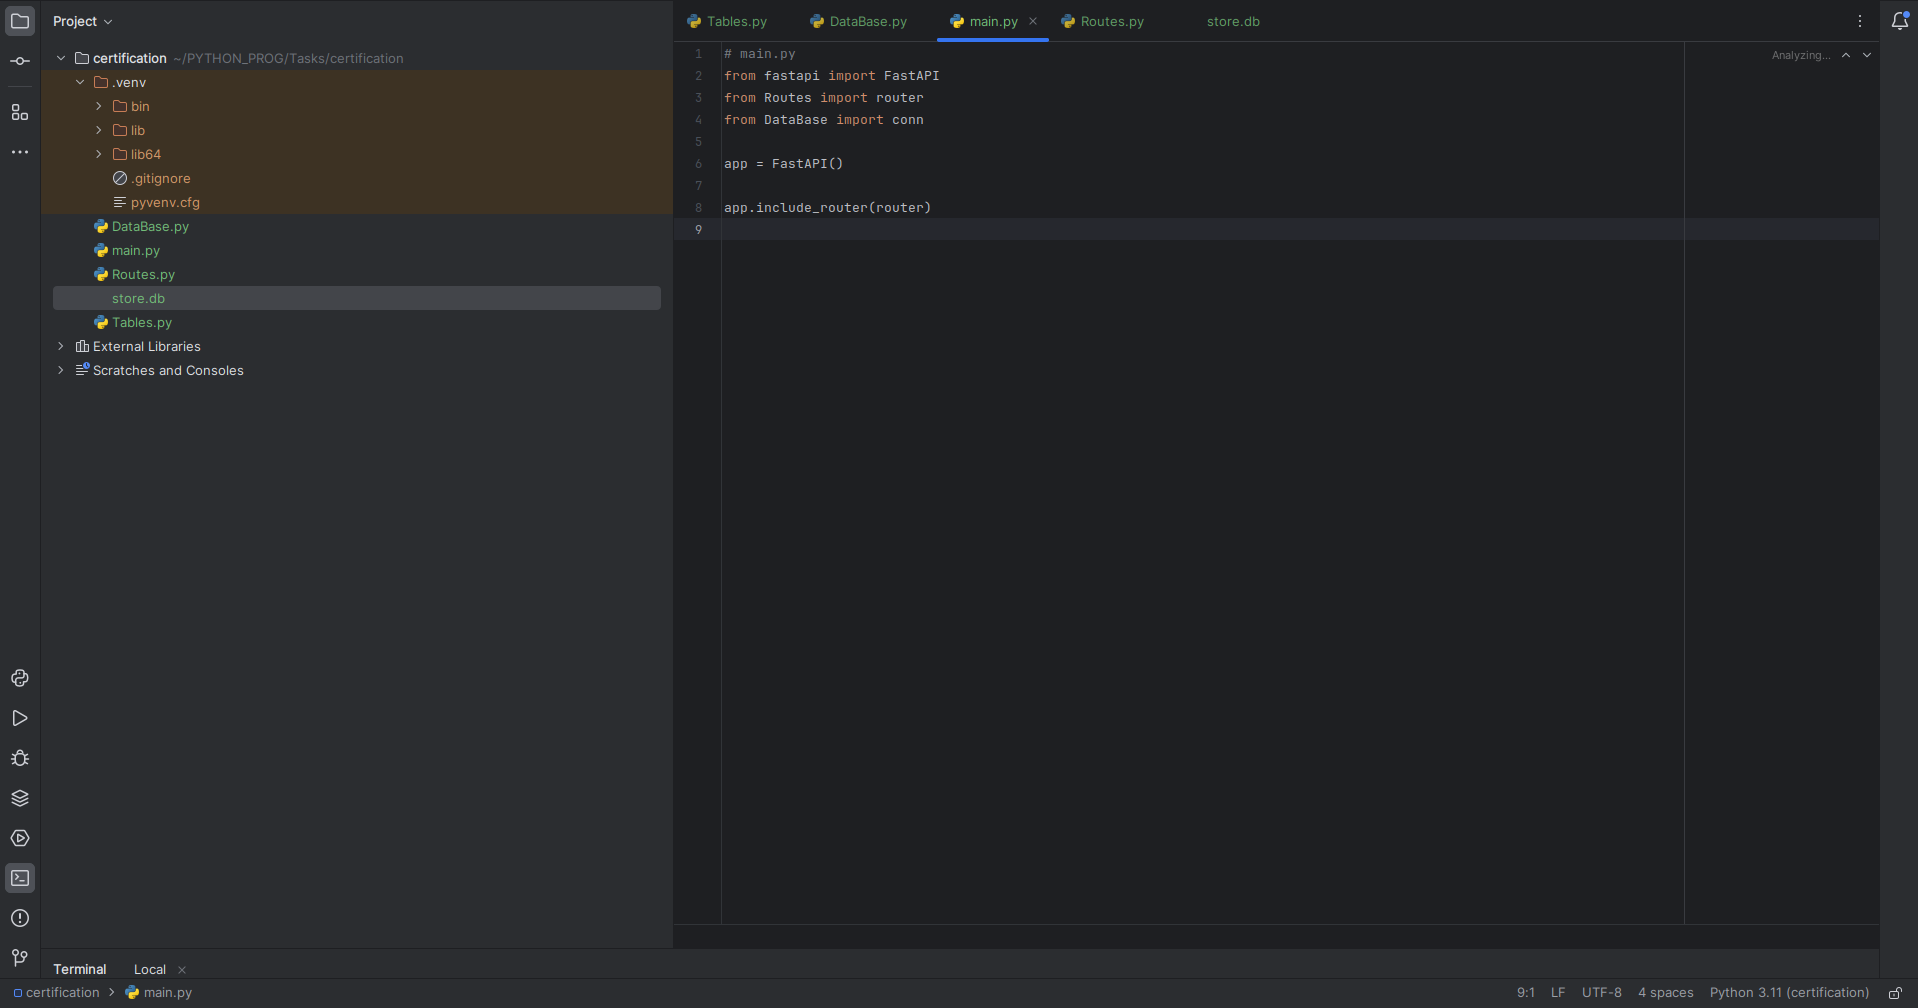 Project
certification ~/PYTHON_PROG/Tasks/certification
.venv
bin
lib
lib64
.gitignore
pyvenv.cfg
DataBase.py
main.py
Routes.py
store.db
Tables.py
External Libraries
Scratches and Consoles
Tables.py DataBase.py main.py Routes.py store.db
Analyzing...
1 # main.py
2 from fastapi import FastAPI
3 from Routes import router
4 from DataBase import conn
5
6 app = FastAPI()
7
8 app.include_router(router)
9
Terminal Local
certification main.py
9:1 LF UTF-8 4 spaces Python 3.11 (certification)